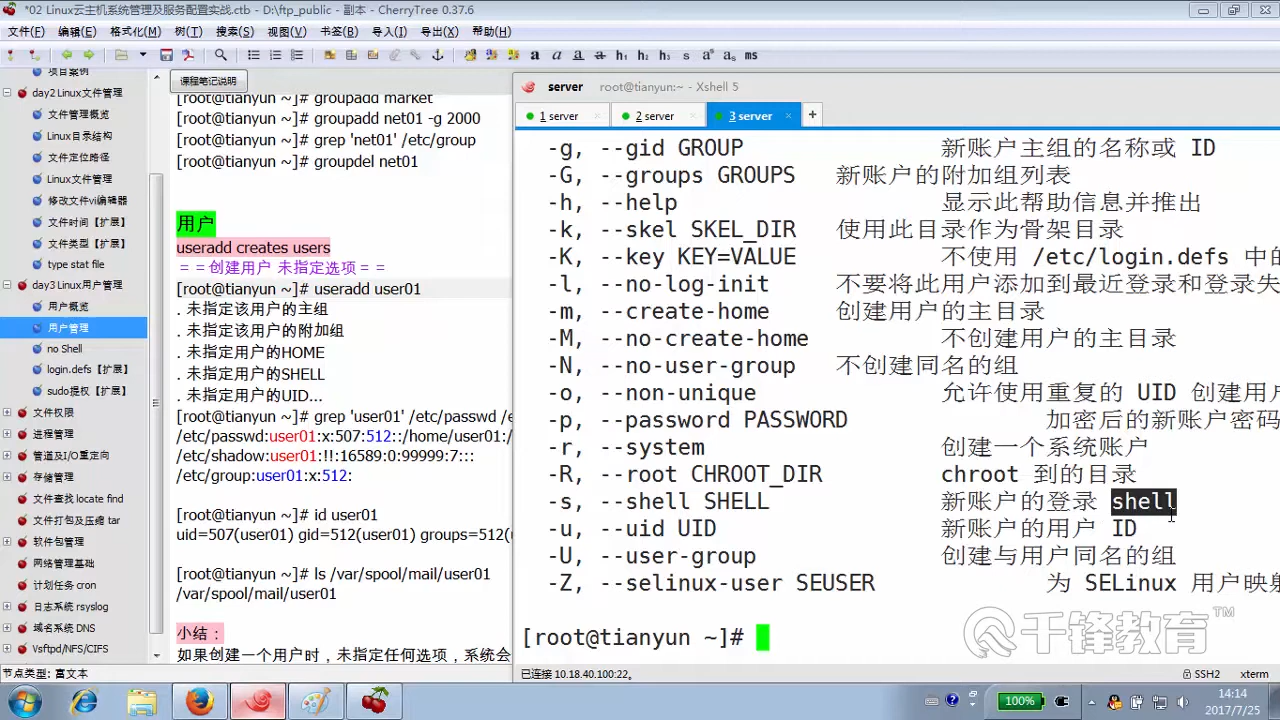 *02 Linux云主机系统管理及服务配置实战.ctb - D:\ftp_public - 副本 - CherryTree 0.37.6
文件(F) 编辑(E) 格式化(M) 树(T) 搜索(S) 视图(V) 书签(B) 导入(I) 导出(X) 帮助(H)
项目案例
day2 Linux文件管理
文件管理概览
Linux目录结构
文件定位路径
Linux文件管理
修改文件vi编辑器
文件时间【扩展】
文件类型【扩展】
type stat file
day3 Linux用户管理
用户概览
用户管理
no Shell
login.defs【扩展】
sudo提权【扩展】
文件权限
进程管理
管道及I/O重定向
存储管理
文件查找 locate find
文件打包及压缩 tar
软件包管理
网络管理基础
计划任务 cron
日志系统 rsyslog
域名系统 DNS
Vsftpd/NFS/CIFS
课程笔记说明
[root@tianyun ~]# groupadd market
[root@tianyun ~]# groupadd net01 -g 2000
[root@tianyun ~]# grep 'net01' /etc/group
[root@tianyun ~]# groupdel net01
用户
useradd creates users
==创建用户 未指定选项==
[root@tianyun ~]# useradd user01
. 未指定该用户的主组
. 未指定该用户的附加组
. 未指定用户的HOME
. 未指定用户的SHELL
. 未指定用户的UID...
[root@tianyun ~]# grep 'user01' /etc/passwd /e
/etc/passwd:user01:x:507:512::/home/user01:/
/etc/shadow:user01:!!:16589:0:99999:7:::
/etc/group:user01:x:512:
[root@tianyun ~]# id user01
uid=507(user01) gid=512(user01) groups=512(
[root@tianyun ~]# ls /var/spool/mail/user01
/var/spool/mail/user01
小结：
如果创建一个用户时，未指定任何选项，系统会
server root@tianyun:~ - Xshell 5
1 server 2 server 3 server +
-g, --gid GROUP 新账户主组的名称或 ID
-G, --groups GROUPS 新账户的附加组列表
-h, --help 显示此帮助信息并推出
-k, --skel SKEL_DIR 使用此目录作为骨架目录
-K, --key KEY=VALUE 不使用 /etc/login.defs 中的
-l, --no-log-init 不要将此用户添加到最近登录和登录失
-m, --create-home 创建用户的主目录
-M, --no-create-home 不创建用户的主目录
-N, --no-user-group 不创建同名的组
-o, --non-unique 允许使用重复的 UID 创建用户
-p, --password PASSWORD 加密后的新账户密码
-r, --system 创建一个系统账户
-R, --root CHROOT_DIR chroot 到的目录
-s, --shell SHELL 新账户的登录 shell
-u, --uid UID 新账户的用户 ID
-U, --user-group 创建与用户同名的组
-Z, --selinux-user SEUSER 为 SELinux 用户映射
[root@tianyun ~]#
千锋教育™
节点类型: 富文本
已连接 10.18.40.100:22。 SSH2 xterm
100%
14:14
2017/7/25